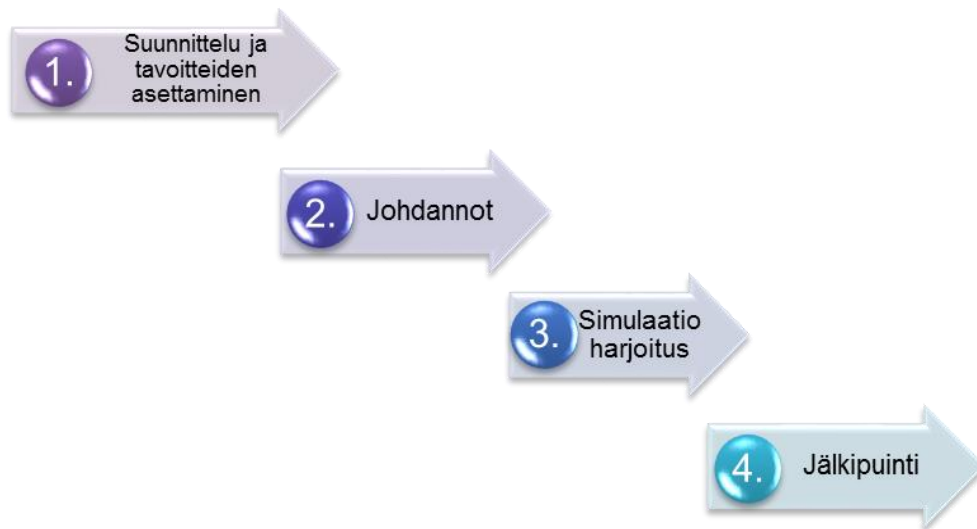 1.
Suunnittelu ja
tavoitteiden
asettaminen
2.
Johdannot
3.
Simulaatio
harjoitus
4.
Jälkipuinti